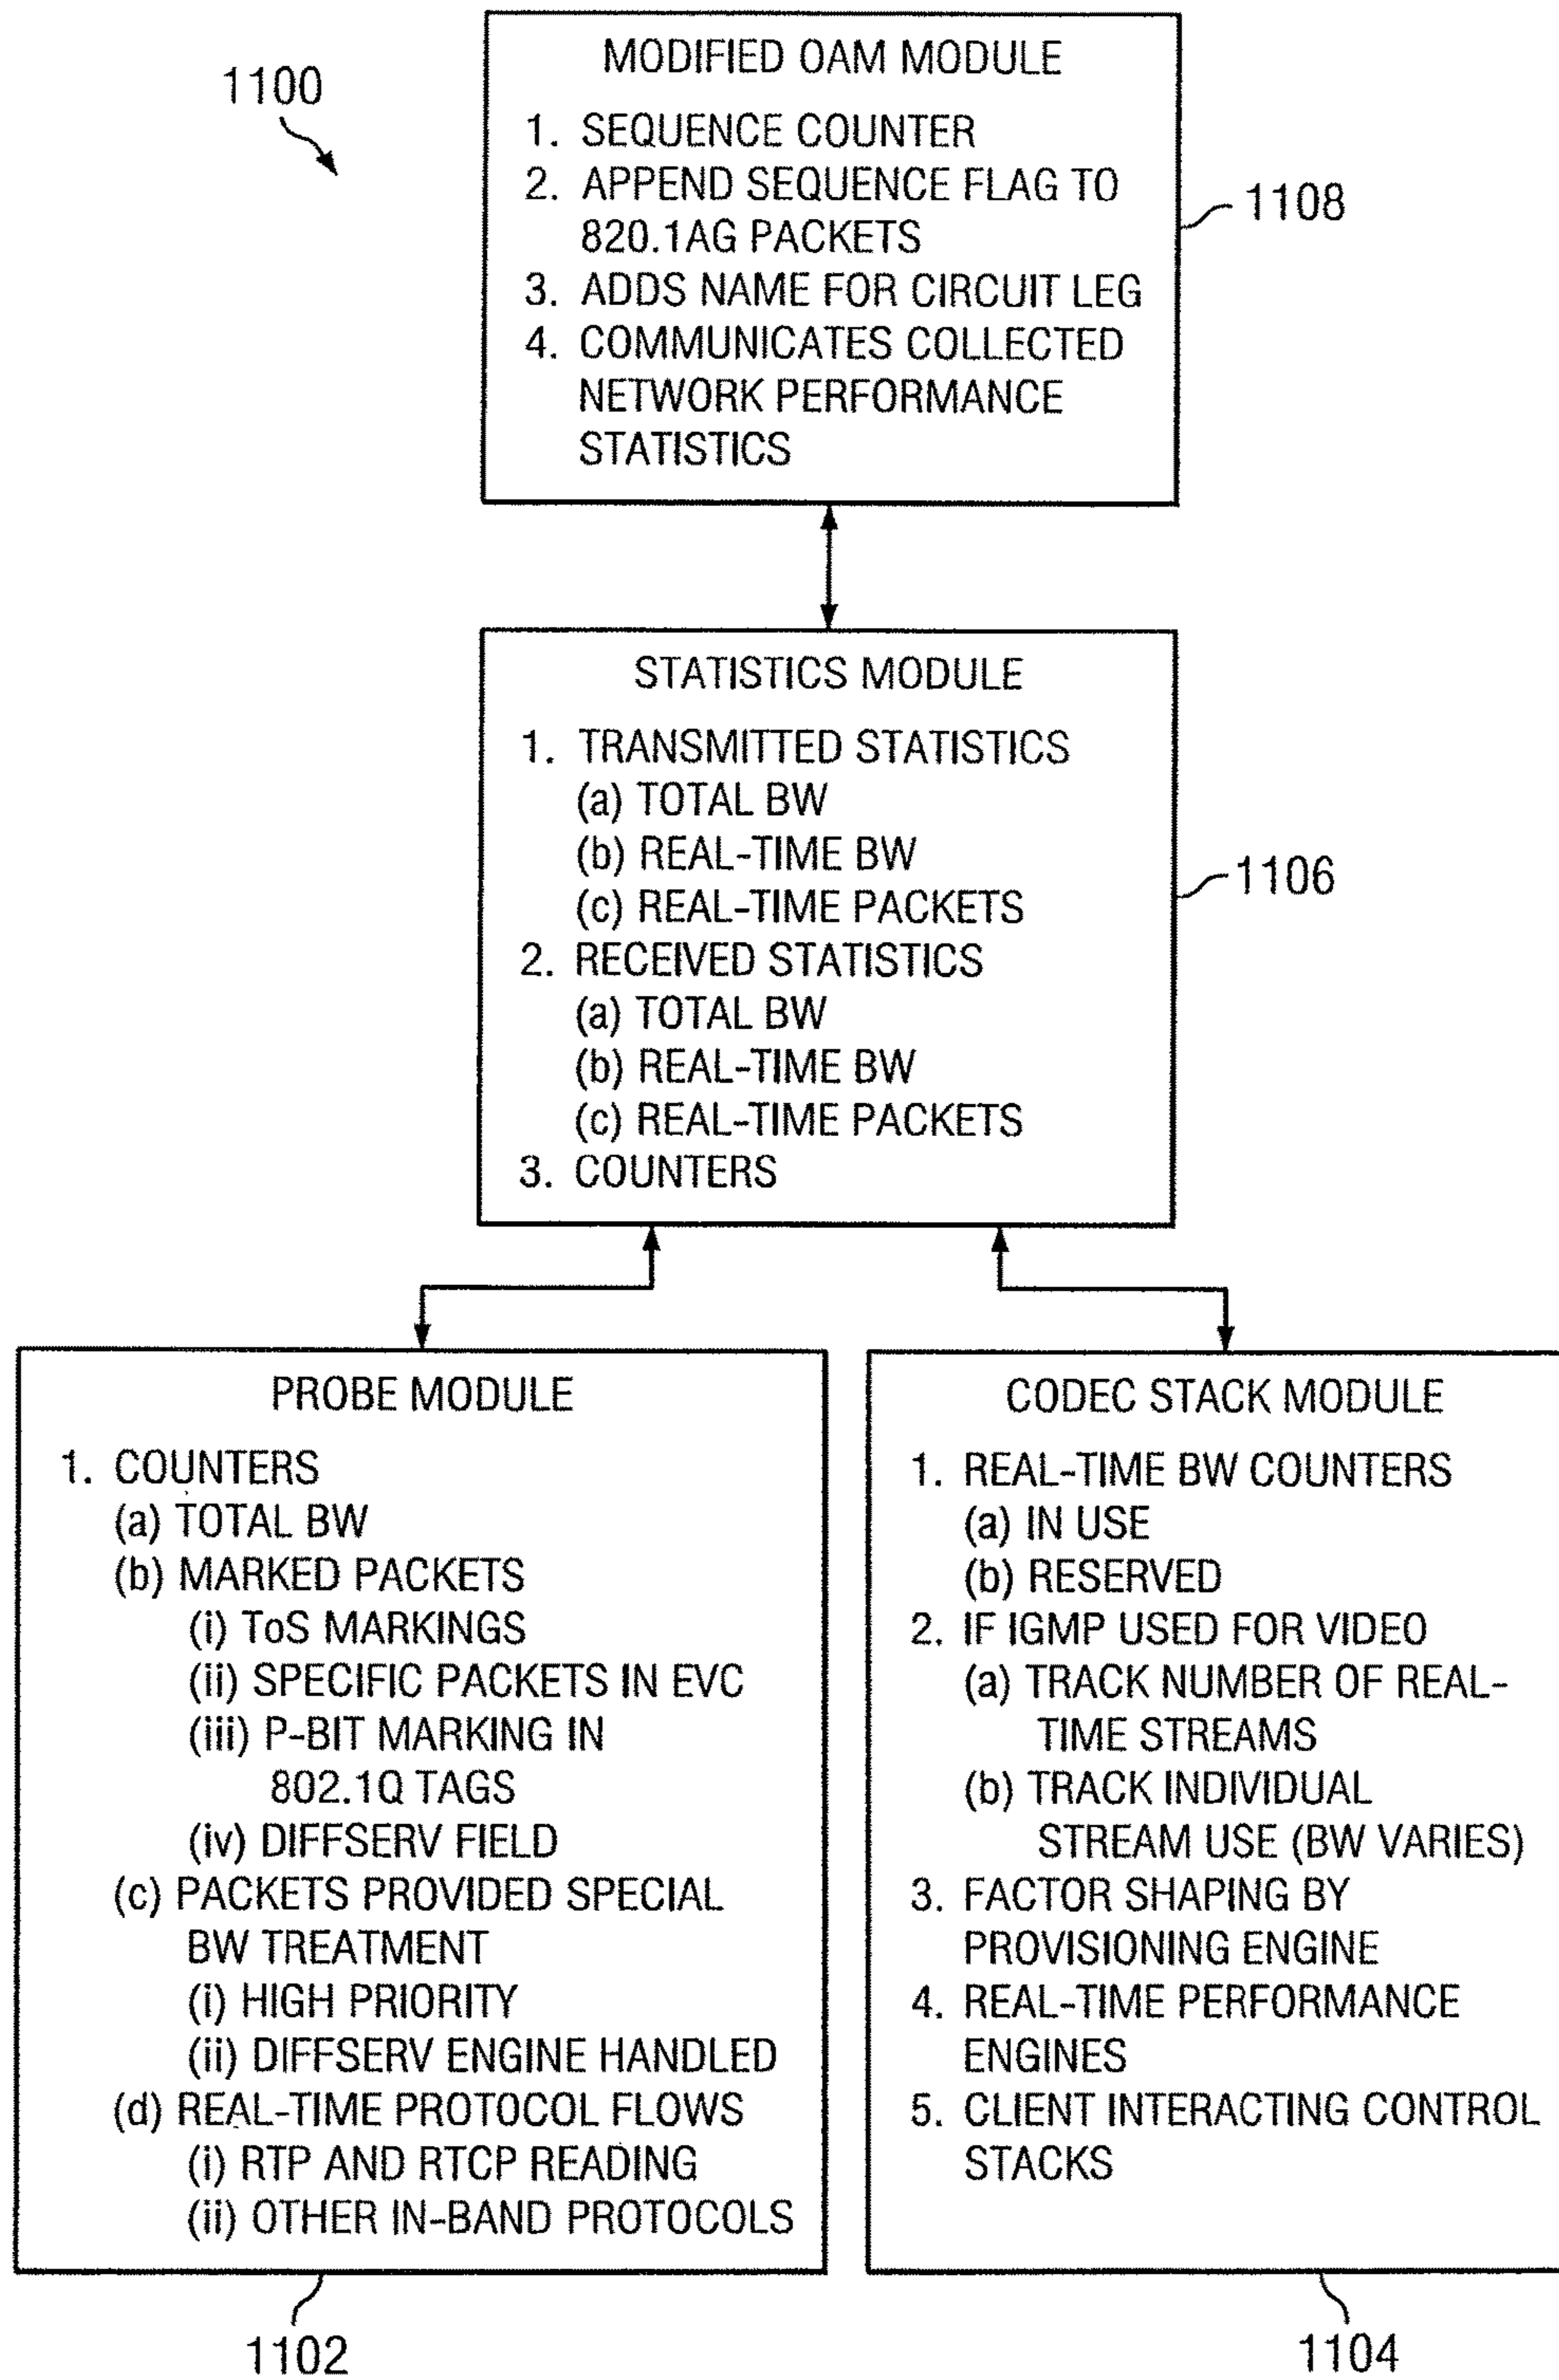 1100
MODIFIED OAM MODULE
1. SEQUENCE COUNTER
2. APPEND SEQUENCE FLAG TO
820.1AG PACKETS
3. ADDS NAME FOR CIRCUIT LEG
4. COMMUNICATES COLLECTED
NETWORK PERFORMANCE
STATISTICS
1108
STATISTICS MODULE
1. TRANSMITTED STATISTICS
(a) TOTAL BW
(b) REAL-TIME BW
(c) REAL-TIME PACKETS
2. RECEIVED STATISTICS
(a) TOTAL BW
(b) REAL-TIME BW
(c) REAL-TIME PACKETS
3. COUNTERS
1106
PROBE MODULE
1. COUNTERS
(a) TOTAL BW
(b) MARKED PACKETS
(i) ToS MARKINGS
(ii) SPECIFIC PACKETS IN EVC
(iii) P-BIT MARKING IN
802.1Q TAGS
(iv) DIFFSERV FIELD
(c) PACKETS PROVIDED SPECIAL
BW TREATMENT
(i) HIGH PRIORITY
(ii) DIFFSERV ENGINE HANDLED
(d) REAL-TIME PROTOCOL FLOWS
(i) RTP AND RTCP READING
(ii) OTHER IN-BAND PROTOCOLS
1102
CODEC STACK MODULE
1. REAL-TIME BW COUNTERS
(a) IN USE
(b) RESERVED
2. IF IGMP USED FOR VIDEO
(a) TRACK NUMBER OF REAL-
TIME STREAMS
(b) TRACK INDIVIDUAL
STREAM USE (BW VARIES)
3. FACTOR SHAPING BY
PROVISIONING ENGINE
4. REAL-TIME PERFORMANCE
ENGINES
5. CLIENT INTERACTING CONTROL
STACKS
1104